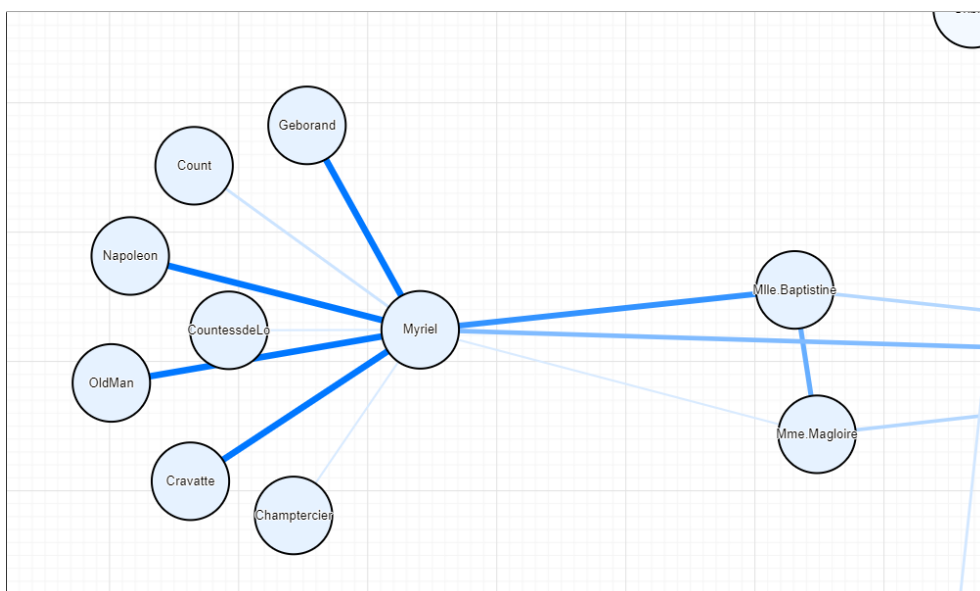 Geborand
Count
Napoleon
Mlle.Baptistine
CountessdeLo
Myriel
OldMan
Mme.Magloire
Cravatte
Champtercier